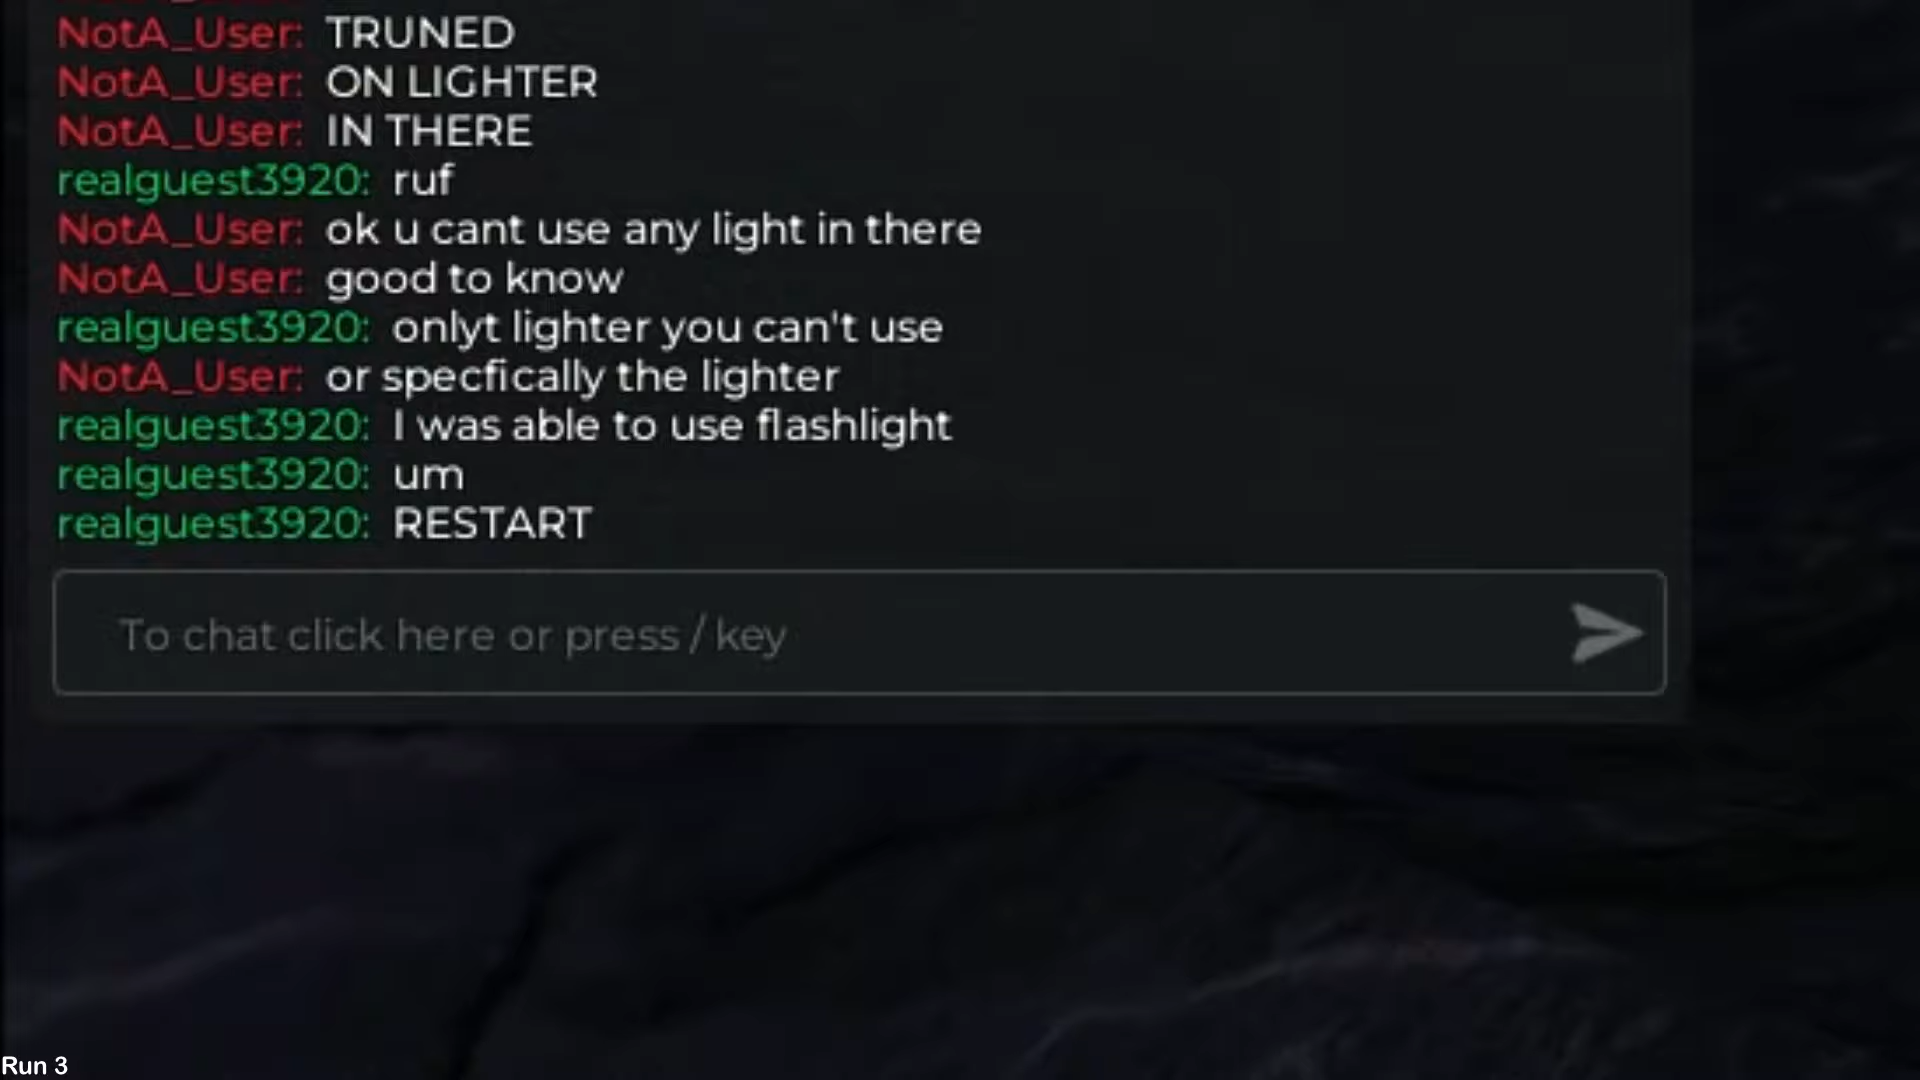 NotA_User: TRUNED
NotA_User: ON LIGHTER
NotA_User: IN THERE
realguest3920: ruf
NotA_User: ok u cant use any light in there
NotA_User: good to know
realguest3920: onlyt lighter you can't use
NotA_User: or specfically the lighter
realguest3920: I was able to use flashlight
realguest3920: um
realguest3920: RESTART
To chat click here or press / key
Run 3